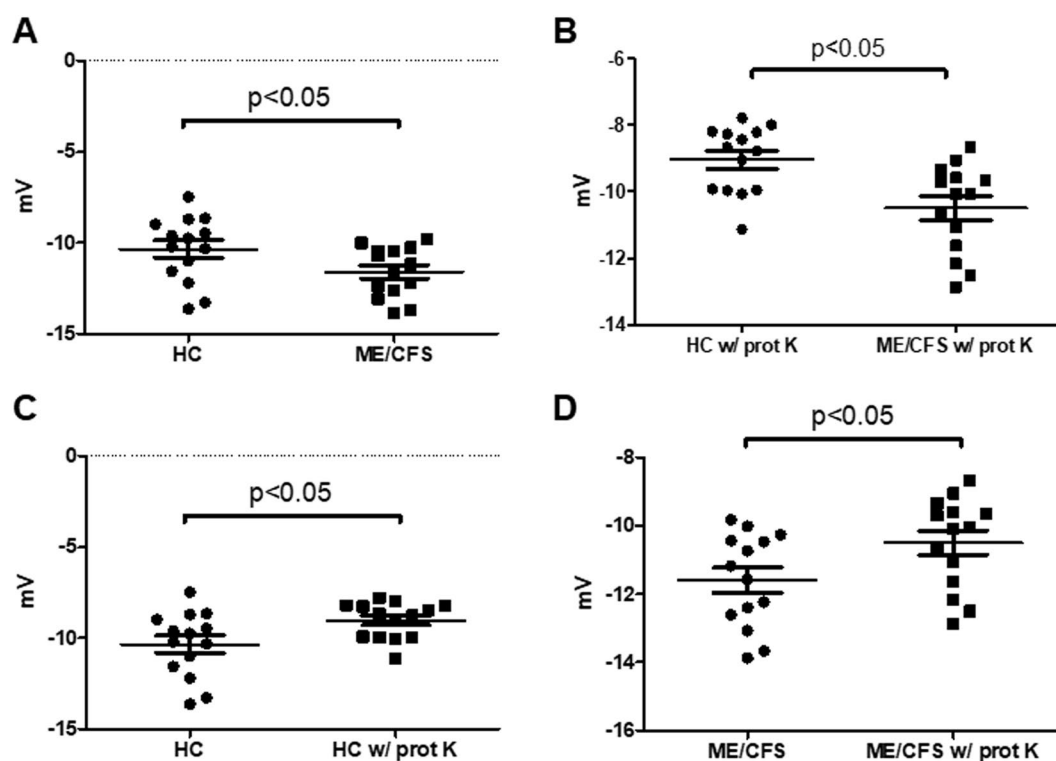 A
0
p<0.05
-5
mV
-10
-15
HC
ME/CFS
B
-6
p<0.05
-8
mV
-10
-12
-14
HC w/ prot K
ME/CFS w/ prot K
C
0
p<0.05
-5
mV
-10
-15
HC
HC w/ prot K
D
p<0.05
-8
-10
mV
-12
-14
-16
ME/CFS
ME/CFS w/ prot K